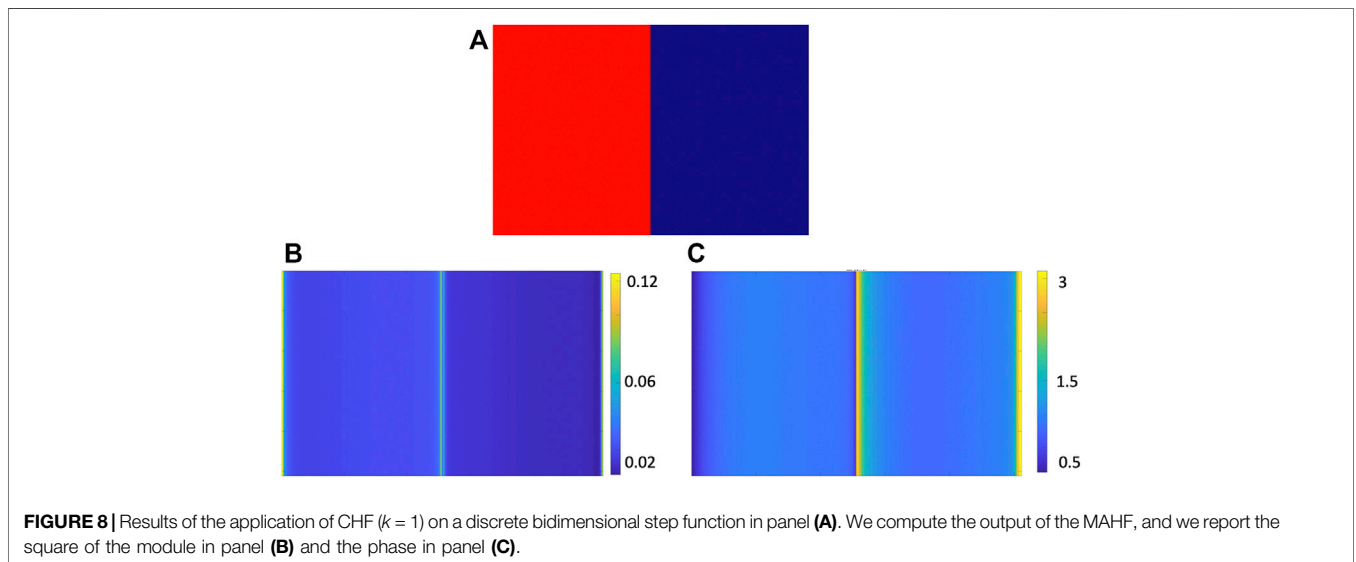 A
B
0.12
0.06
0.02
C
3
1.5
0.5
FIGURE 8 | Results of the application of CHF (k = 1) on a discrete bidimensional step function in panel (A). We compute the output of the MAHF, and we report the
square of the module in panel (B) and the phase in panel (C).